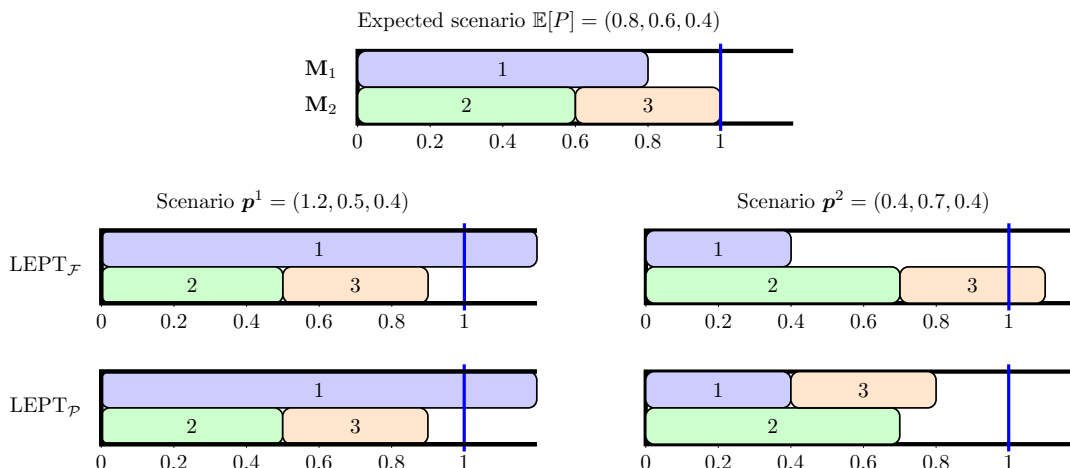 Expected scenario 𝔼[P] = (0.8, 0.6, 0.4)
M₁ 1
M₂ 2 3
0 0.2 0.4 0.6 0.8 1
Scenario p¹ = (1.2, 0.5, 0.4)
Scenario p² = (0.4, 0.7, 0.4)
LEPT_ℱ
1
2 3
0 0.2 0.4 0.6 0.8 1
1
2 3
0 0.2 0.4 0.6 0.8 1
LEPT_𝒫
1
2 3
0 0.2 0.4 0.6 0.8 1
1 3
2
0 0.2 0.4 0.6 0.8 1